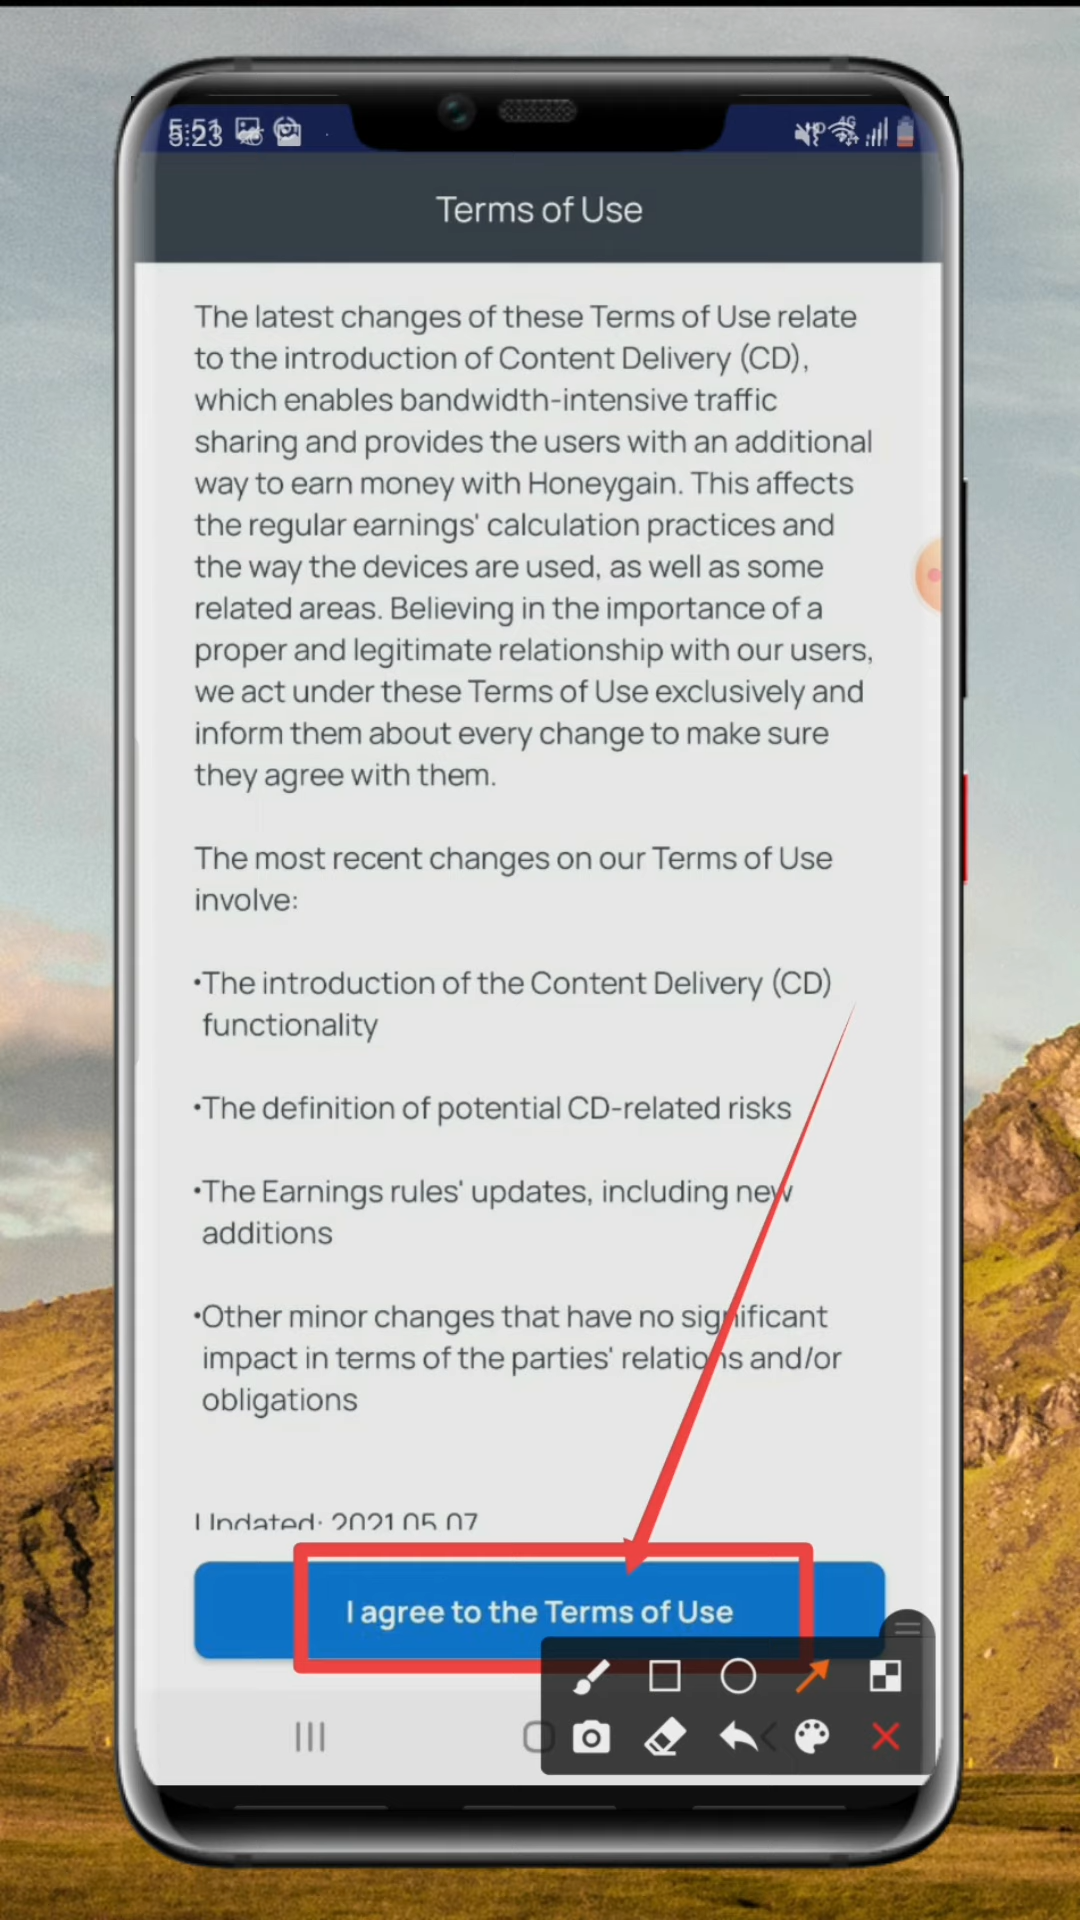 Terms of Use
The latest changes of these Terms of Use relate
to the introduction of Content Delivery (CD),
which enables bandwidth-intensive traffic
sharing and provides the users with an additional
way to earn money with Honeygain. This affects
the regular earnings' calculation practices and
the way the devices are used, as well as some
related areas. Believing in the importance of a
proper and legitimate relationship with our users,
we act under these Terms of Use exclusively and
inform them about every change to make sure
they agree with them.
The most recent changes on our Terms of Use
involve:
•The introduction of the Content Delivery (CD)
functionality
•The definition of potential CD-related risks
•The Earnings rules' updates, including new
additions
•Other minor changes that have no significant
impact in terms of the parties' relations and/or
obligations
Updated: 2021.05.07
I agree to the Terms of Use